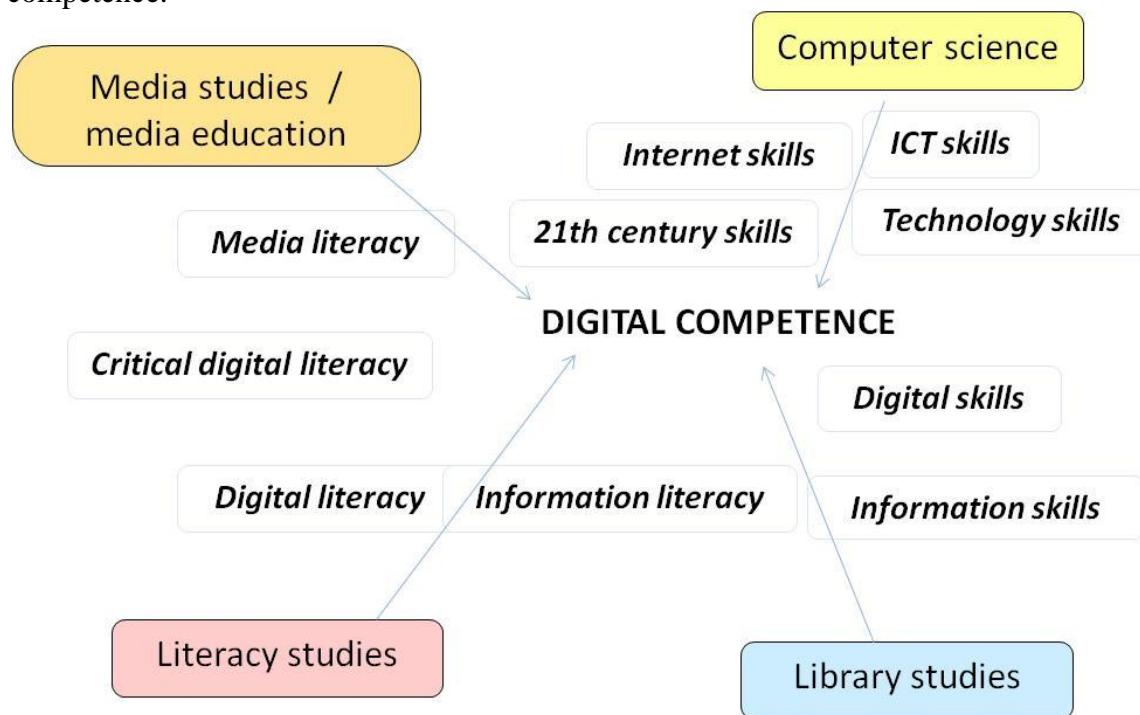 competence.
Computer science
Media studies /
media education
Internet skills
ICT skills
21th century skills
Technology skills
Media literacy
DIGITAL COMPETENCE
Critical digital literacy
Digital skills
Digital literacy
Information literacy
Information skills
Literacy studies
Library studies